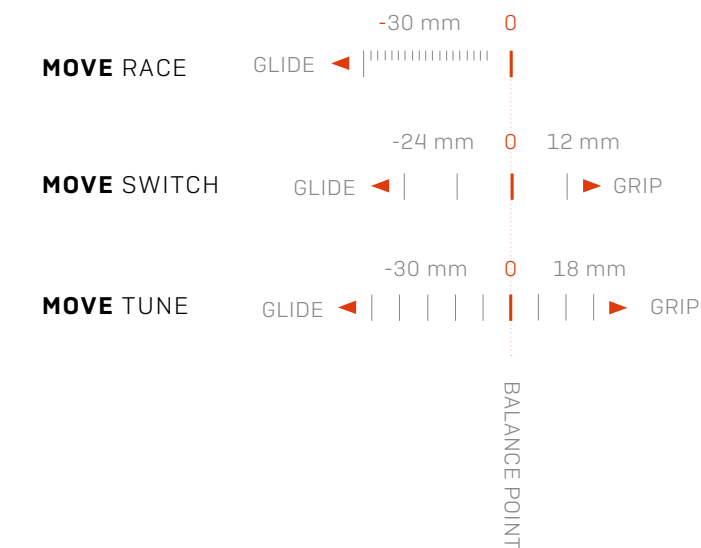 -30 mm 0
MOVE RACE GLIDE
-24 mm 0 12 mm
MOVE SWITCH GLIDE GRIP
-30 mm 0 18 mm
MOVE TUNE GLIDE GRIP
BALANCE POINT